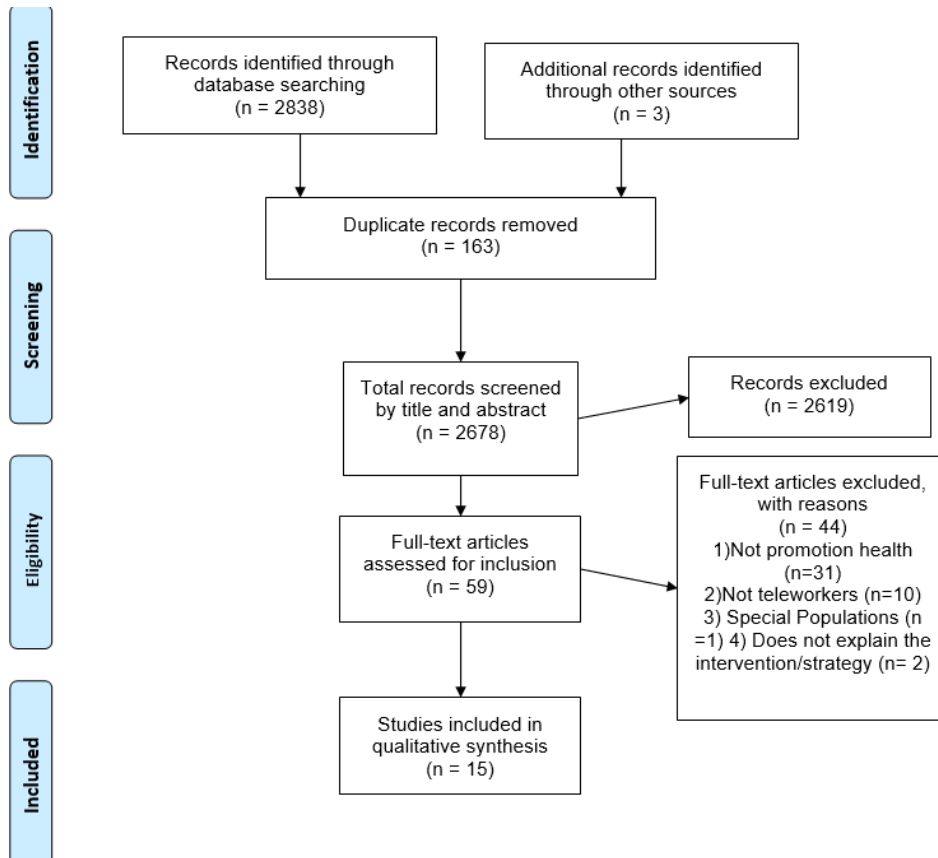 Identification
Records identified through
database searching
(n = 2838)
Additional records identified
through other sources
(n = 3)
Duplicate records removed
(n = 163)
Screening
Total records screened
by title and abstract
(n = 2678)
Records excluded
(n = 2619)
Eligibility
Full-text articles
assessed for inclusion
(n = 59)
Full-text articles excluded,
with reasons
(n = 44)
1)Not promotion health
(n=31)
2)Not teleworkers (n=10)
3) Special Populations (n
=1) 4) Does not explain the
intervention/strategy (n= 2)
Included
Studies included in
qualitative synthesis
(n = 15)